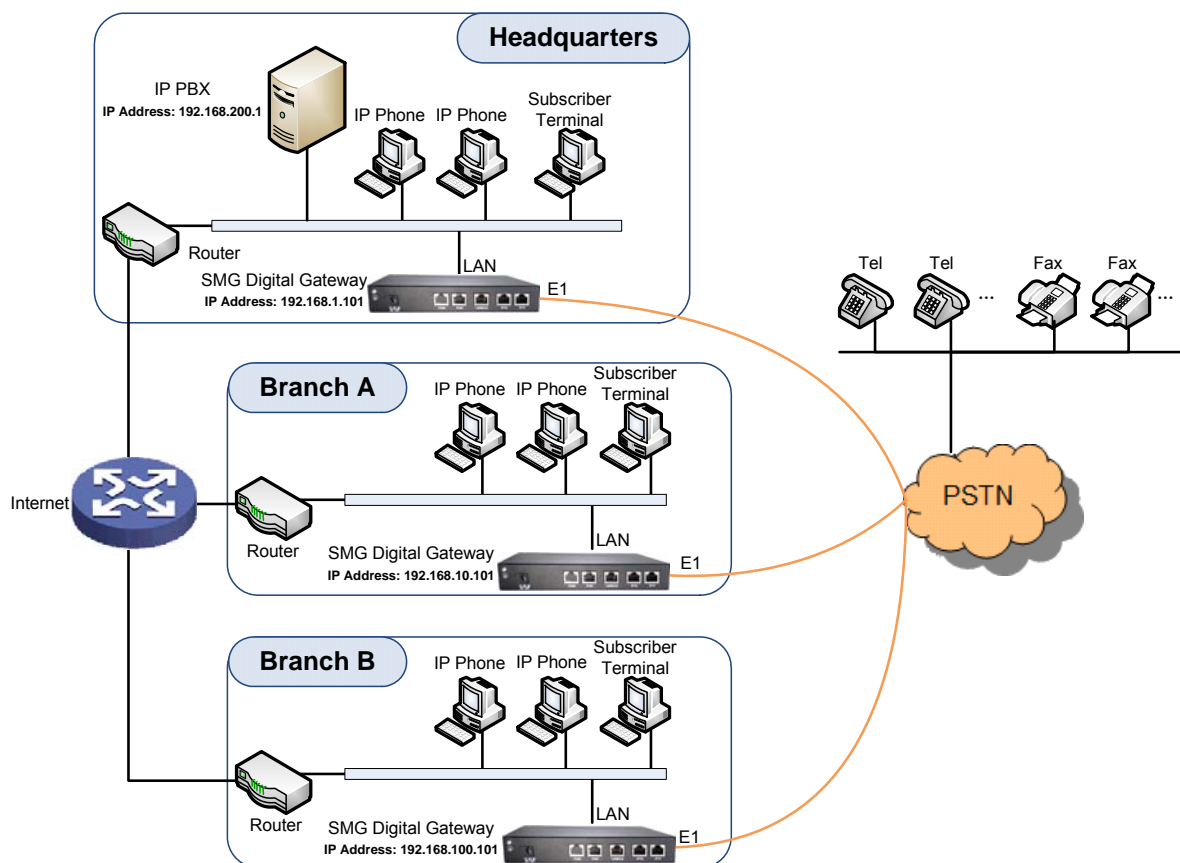 Headquarters
IP PBX
IP Address: 192.168.200.1
IP Phone
IP Phone
Subscriber
Terminal
Router
LAN
SMG Digital Gateway
IP Address: 192.168.1.101
E1
Tel
Tel
...
Fax
Fax
...
Branch A
IP Phone
IP Phone
Subscriber
Terminal
Internet
Router
LAN
SMG Digital Gateway
IP Address: 192.168.10.101
E1
PSTN
Branch B
IP Phone
IP Phone
Subscriber
Terminal
Router
LAN
SMG Digital Gateway
IP Address: 192.168.100.101
E1